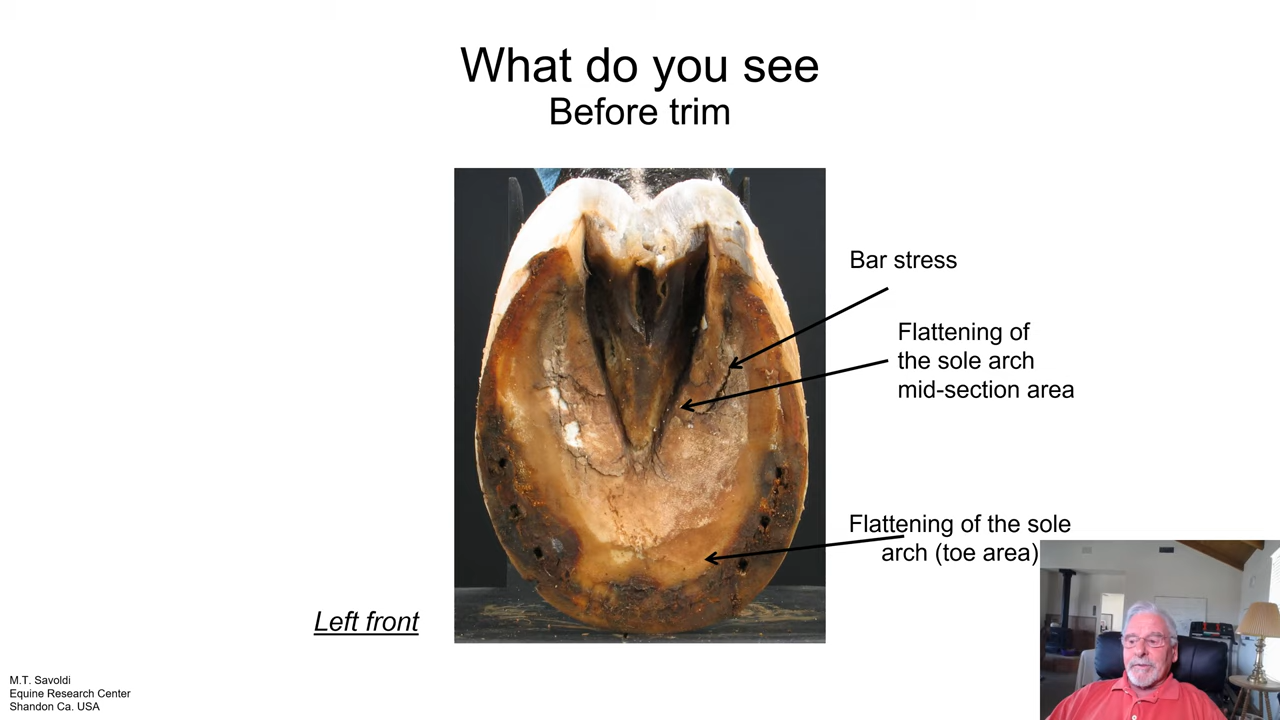 What do you see
Before trim
Bar stress
Flattening of
the sole arch
mid-section area
Flattening of the sole
arch (toe area)
Left front
M.T. Savoldi
Equine Research Center
Shandon Ca. USA